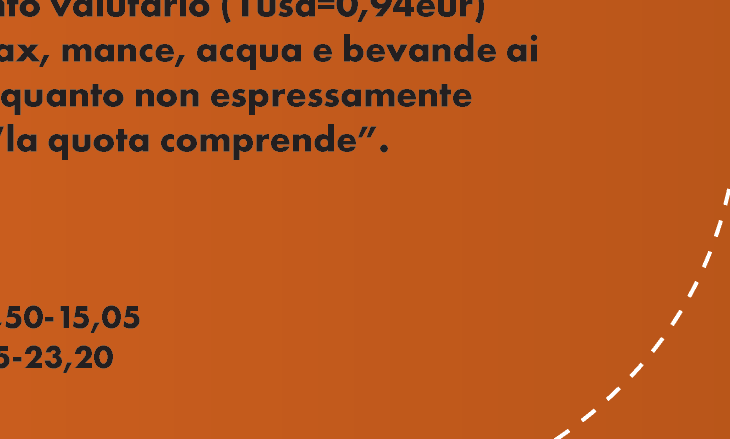 nto valutario (1usd=0,94eur)
ax, mance, acqua e bevande ai
quanto non espressamente
"la quota comprende".
,50-15,05
5-23,20